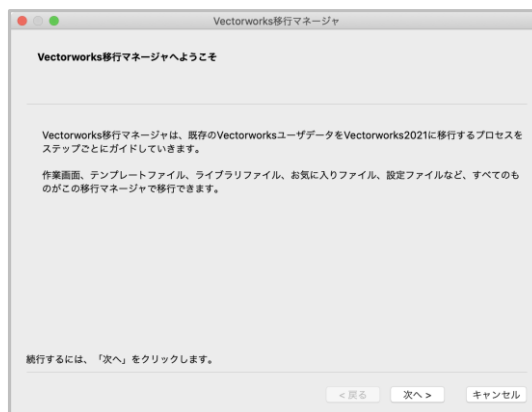 Vectorworks移行マネージャ
Vectorworks移行マネージャへようこそ
Vectorworks移行マネージャは、既存のVectorworksユーザデータをVectorworks2021に移行するプロセスを
ステップごとにガイドしていきます。
作業画面、テンプレートファイル、ライブラリファイル、お気に入りファイル、設定ファイルなど、すべてのも
のがこの移行マネージャで移行できます。
続行するには、「次へ」をクリックします。
< 戻る 次へ > キャンセル